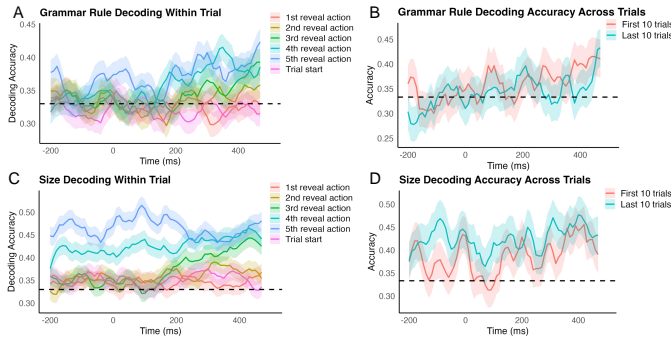 A
Grammar Rule Decoding Within Trial
Decoding Accuracy
0.45
0.40
0.35
0.30
-200
0
200
400
Time (ms)
1st reveal action
2nd reveal action
3rd reveal action
4th reveal action
5th reveal action
Trial start
B
Grammar Rule Decoding Accuracy Across Trials
Accuracy
0.45
0.40
0.35
0.30
0.25
-200
0
200
400
Time (ms)
First 10 trials
Last 10 trials
C
Size Decoding Within Trial
Decoding Accuracy
0.50
0.45
0.40
0.35
0.30
-200
0
200
400
Time (ms)
1st reveal action
2nd reveal action
3rd reveal action
4th reveal action
5th reveal action
Trial start
D
Size Decoding Accuracy Across Trials
Accuracy
0.50
0.45
0.40
0.35
0.30
-200
0
200
400
Time (ms)
First 10 trials
Last 10 trials